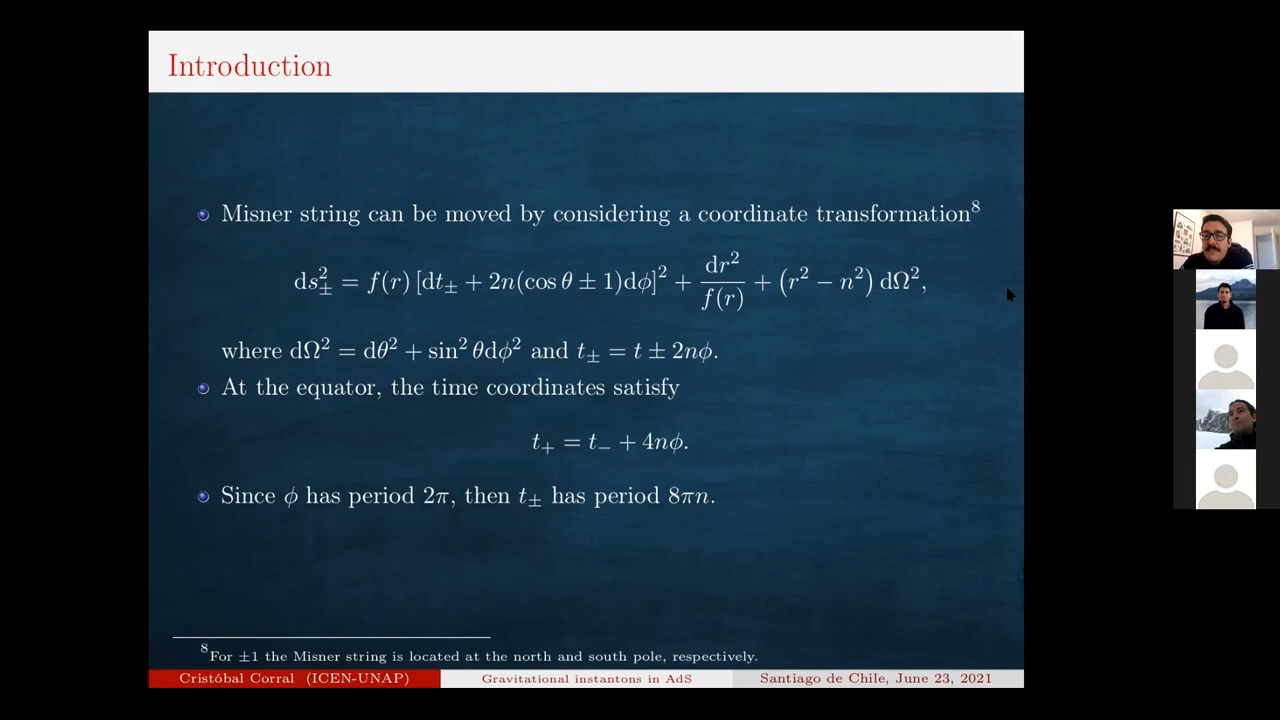 Introduction
Misner string can be moved by considering a coordinate transformation⁸
ds²± = f(r) [dt± + 2n(cos θ ± 1)dϕ]² + dr²/f(r) + (r² − n²) dΩ²,
where dΩ² = dθ² + sin² θdϕ² and t± = t ± 2nϕ.
At the equator, the time coordinates satisfy
t₊ = t₋ + 4nϕ.
Since ϕ has period 2π, then t± has period 8πn.
⁸For ±1 the Misner string is located at the north and south pole, respectively.
Cristóbal Corral (ICEN-UNAP) Gravitational instantons in AdS Santiago de Chile, June 23, 2021